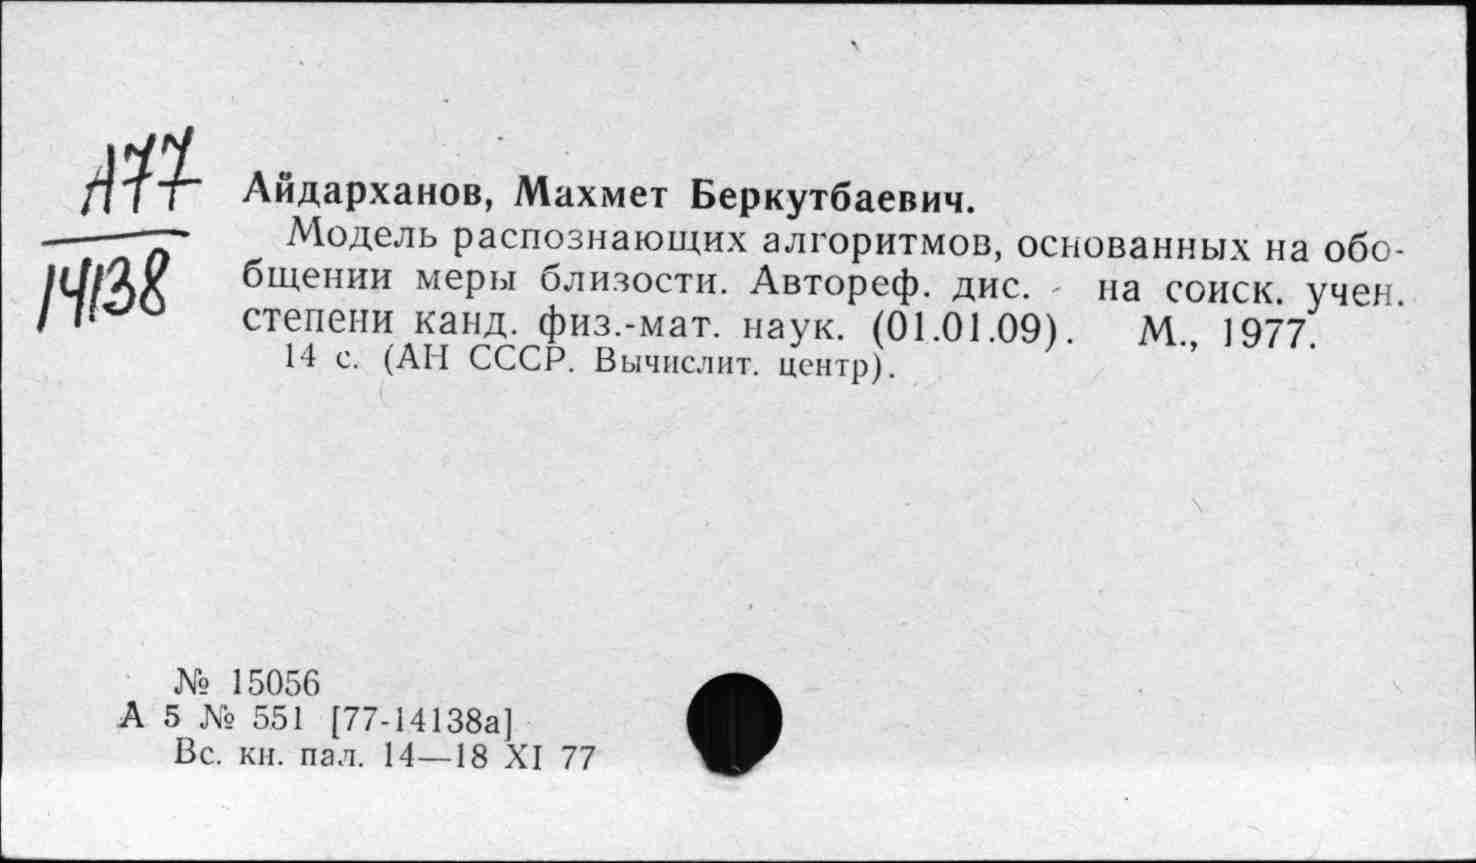 А77
14138
Айдарханов, Махмет Беркутбаевич.
Модель распознающих алгоритмов, основанных на обо-
бщении меры близости. Автореф. дис. на соиск. учен.
степени канд. физ.-мат. наук. (01.01.09). М., 1977.
14 с. (АН СССР. Вычислит. центр).
№ 15056
А 5 № 551 [77-14138а]
Вс. кн. пал. 14—18 XI 77